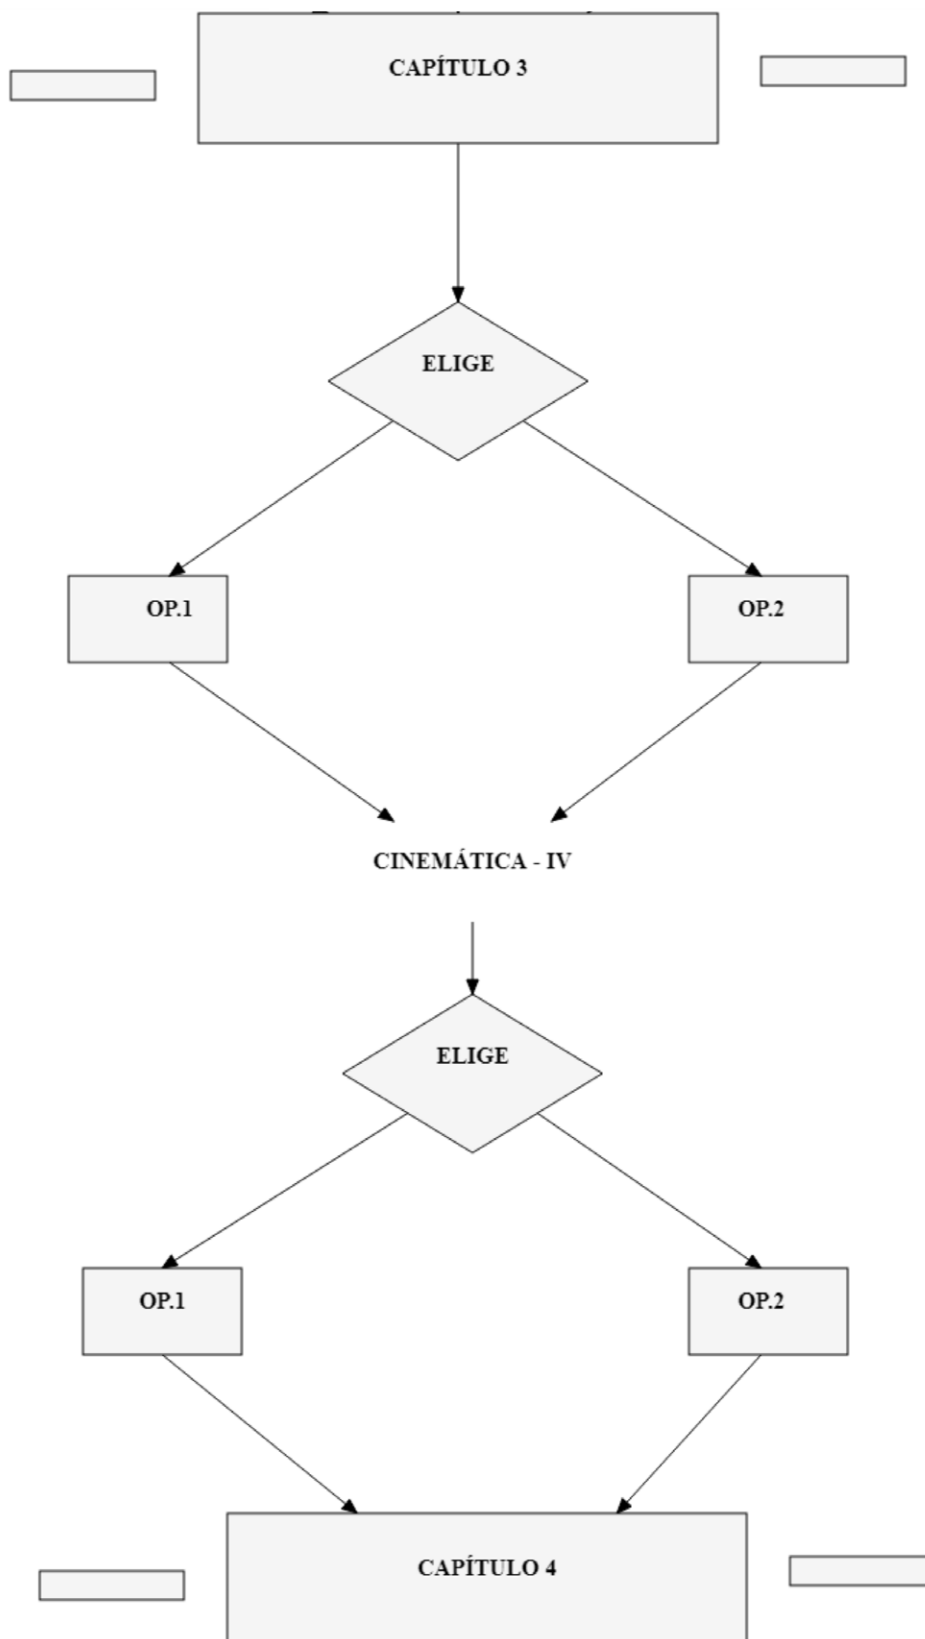 CAPÍTULO 3
ELIGE
OP.1
OP.2
CINEMÁTICA - IV
ELIGE
OP.1
OP.2
CAPÍTULO 4